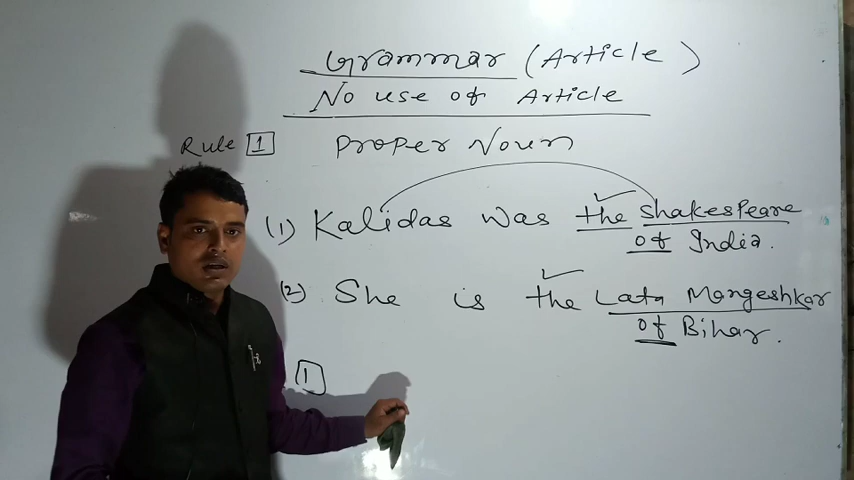 Grammar (Article)
No use of Article
Rule 1 Proper Noun
(1) Kalidas was the shakespeare
of India.
(2) She is the Lata Mangeshkar
of Bihar.
1